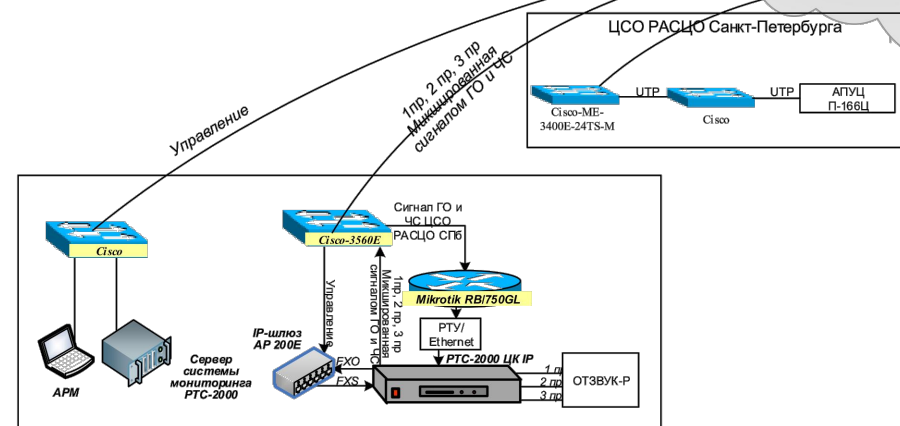 ЦСО РАСЦО Санкт-Петербурга
UTP
UTP
Cisco-ME-
3400E-24TS-M
Cisco
АПУЦ
П-166Ц
Управление
1пр, 2 пр, 3 пр
Микшированная
сигналом ГО и ЧС
Cisco
АРМ
Сервер
системы
мониторинга
РТС-2000
Cisco-3560E
Сигнал ГО и
ЧС ЦСО
РАСЦО СПб
Mikrotik RB/750GL
Управление
1пр, 2 пр, 3 пр
Микшированная
сигналом ГО и ЧС
IP-шлюз
AP 200E
РТУ/
Ethernet
FXO
FXS
РТС-2000 ЦК IP
1 пр
2 пр
3 пр
ОТЗВУК-Р